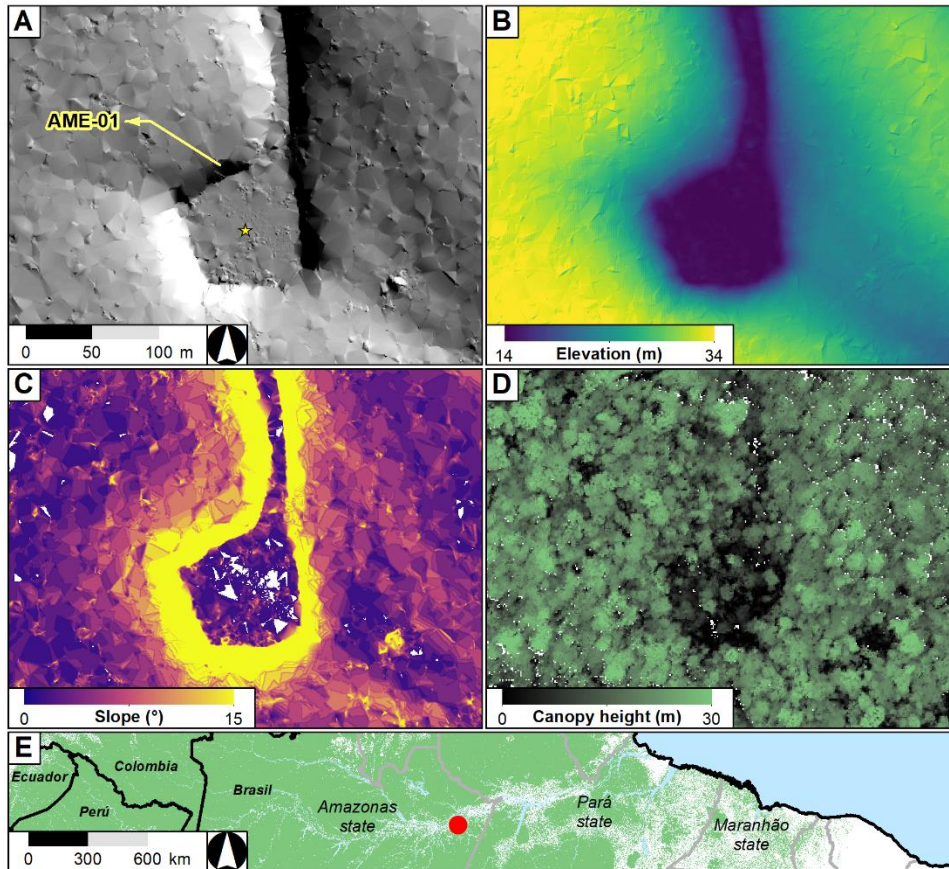 A
AME-01
0 50 100 m
B
Elevation (m)
14 34
C
Slope (°)
0 15
D
Canopy height (m)
0 30
E
Ecuador
Colombia
Perú
Brasil
Amazonas
state
Pará
state
Maranhão
state
0 300 600 km